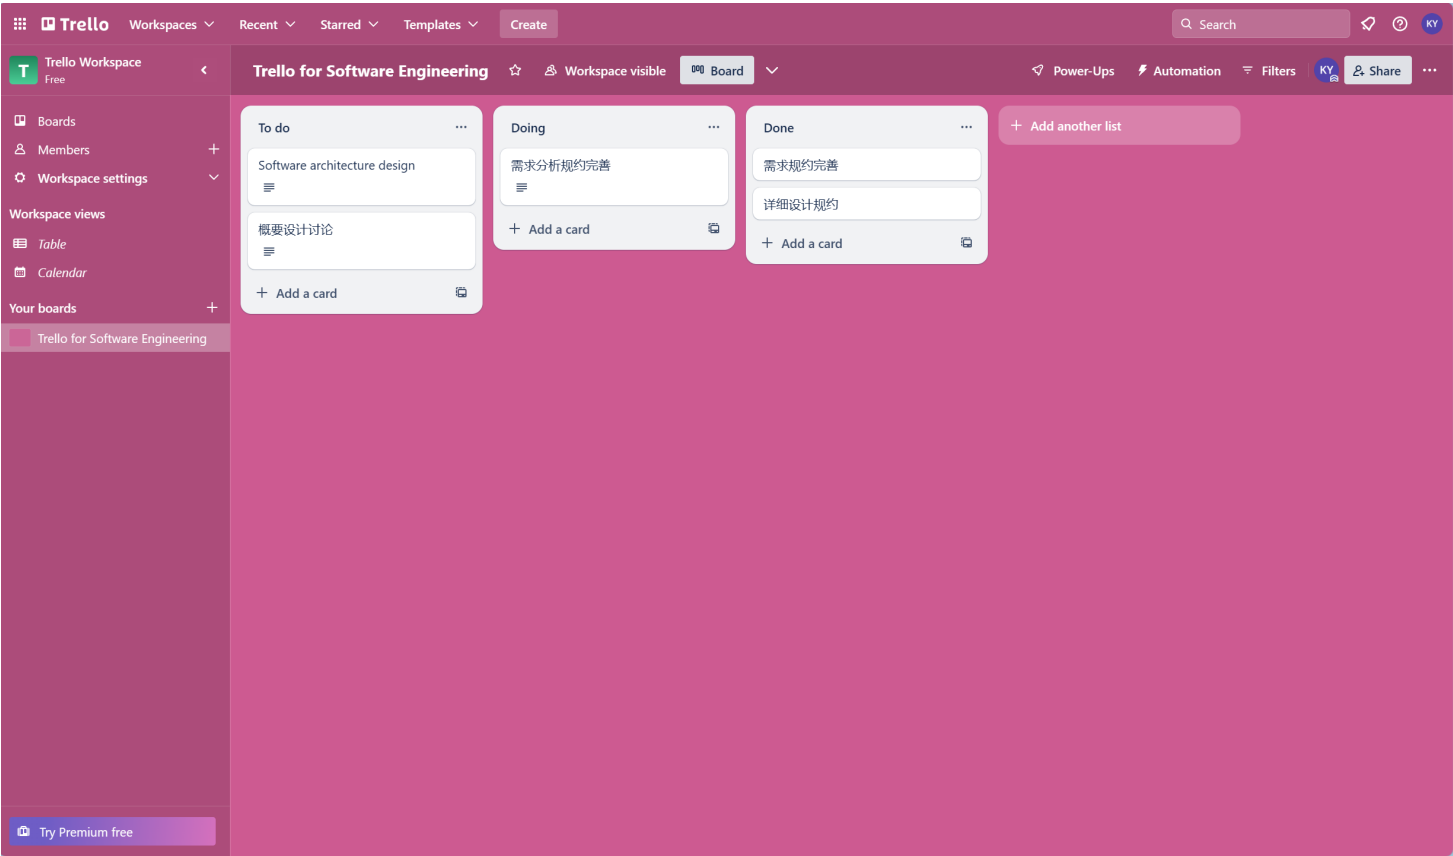 Trello
Workspaces
Recent
Starred
Templates
Create
Search
KY
T
Trello Workspace
Free
Trello for Software Engineering
Workspace visible
Board
Power-Ups
Automation
Filters
KY
Share
Boards
Members
Workspace settings
Workspace views
Table
Calendar
Your boards
Trello for Software Engineering
Try Premium free
To do
Software architecture design
概要设计讨论
Add a card
Doing
需求分析规约完善
Add a card
Done
需求规约完善
详细设计规约
Add a card
Add another list